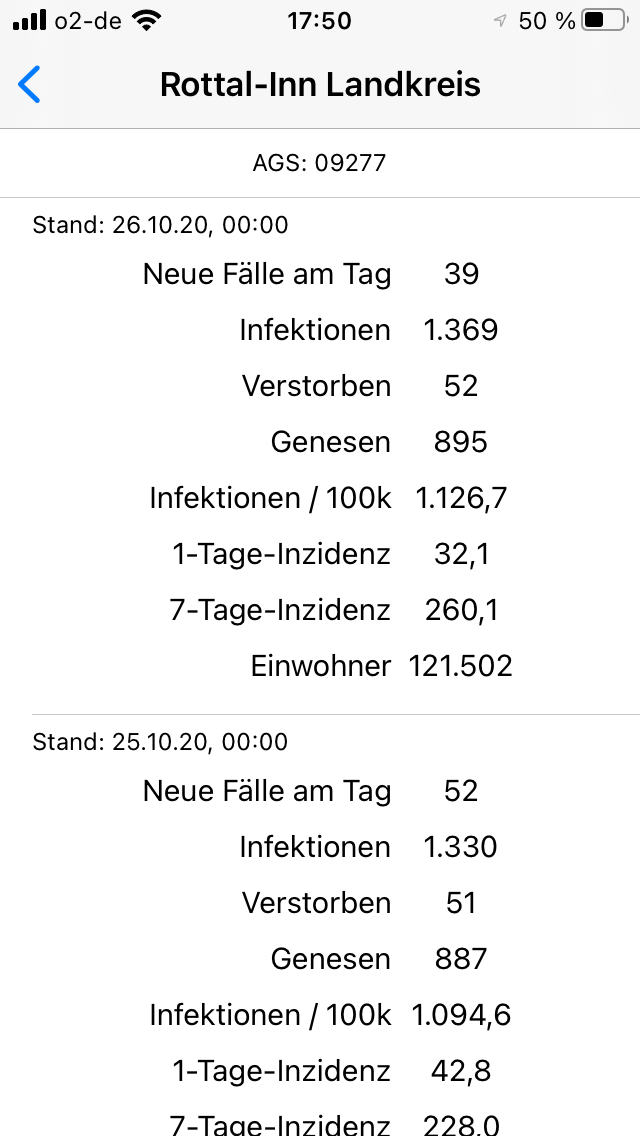 o2-de 17:50 50 %
Rottal-Inn Landkreis
AGS: 09277
Stand: 26.10.20, 00:00
Neue Fälle am Tag 39
Infektionen 1.369
Verstorben 52
Genesen 895
Infektionen / 100k 1.126,7
1-Tage-Inzidenz 32,1
7-Tage-Inzidenz 260,1
Einwohner 121.502
Stand: 25.10.20, 00:00
Neue Fälle am Tag 52
Infektionen 1.330
Verstorben 51
Genesen 887
Infektionen / 100k 1.094,6
1-Tage-Inzidenz 42,8
7-Tage-Inzidenz 228,0